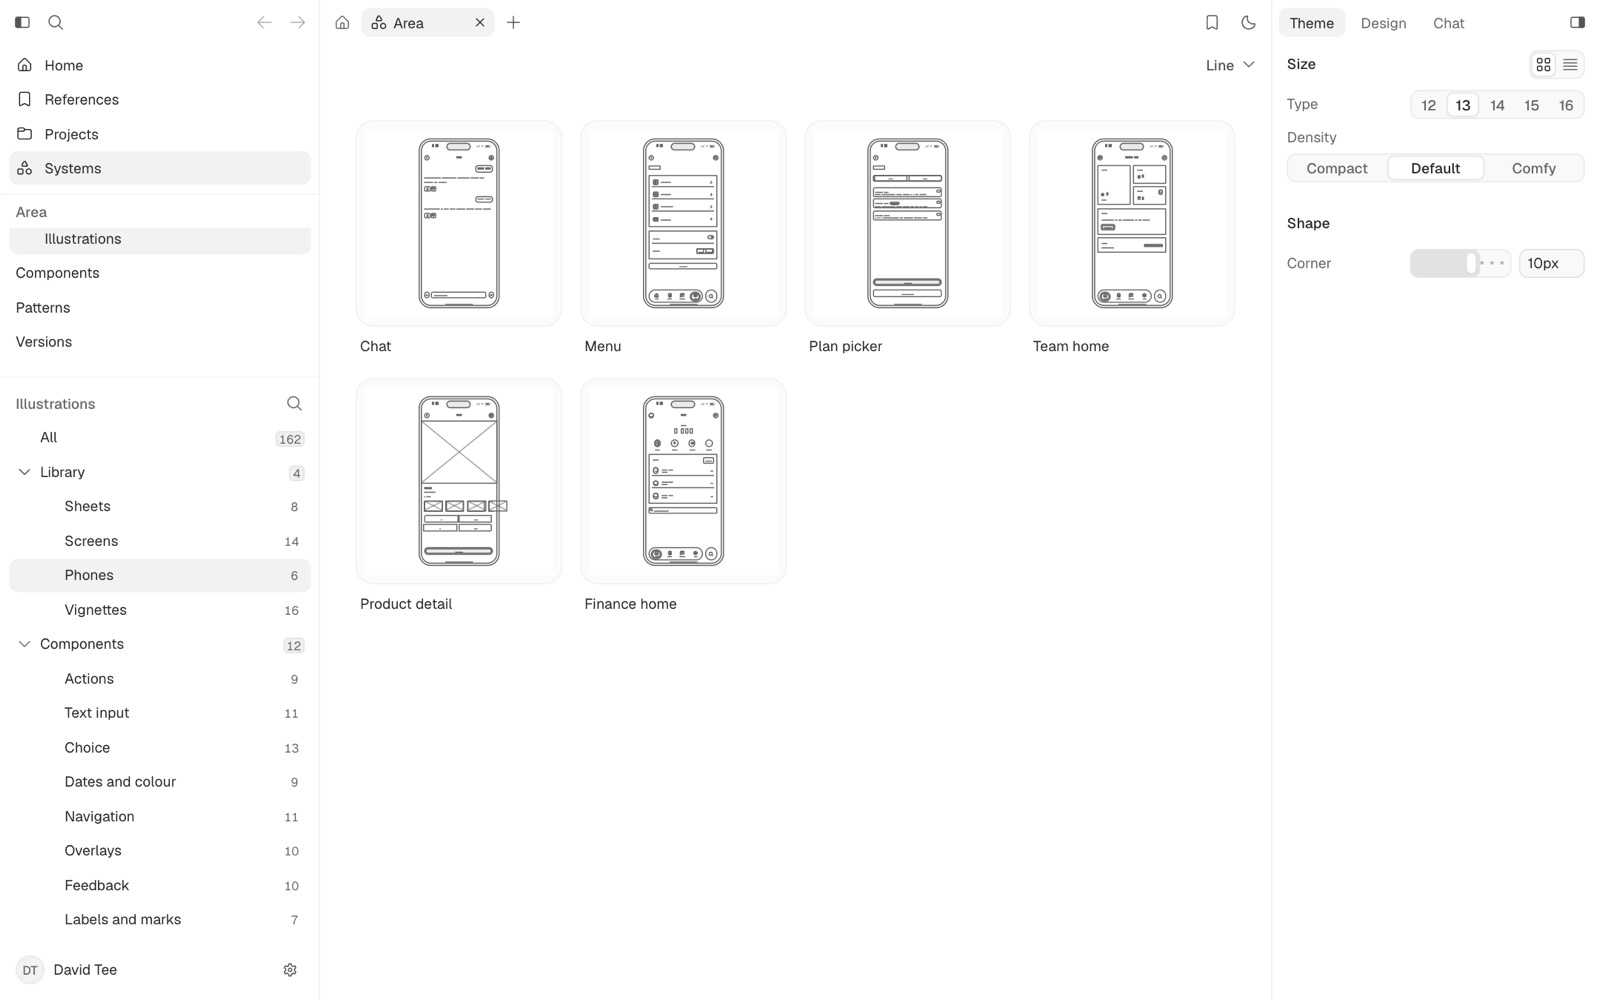 Home
References
Projects
Systems
Area
Illustrations
Components
Patterns
Versions
Illustrations
All 162
Library 4
Sheets 8
Screens 14
Phones 6
Vignettes 16
Components 12
Actions 9
Text input 11
Choice 13
Dates and colour 9
Navigation 11
Overlays 10
Feedback 10
Labels and marks 7
DT David Tee
Area
Line
Chat
Menu
Plan picker
Team home
Product detail
Finance home
Theme Design Chat
Size
Type 12 13 14 15 16
Density
Compact Default Comfy
Shape
Corner 10px